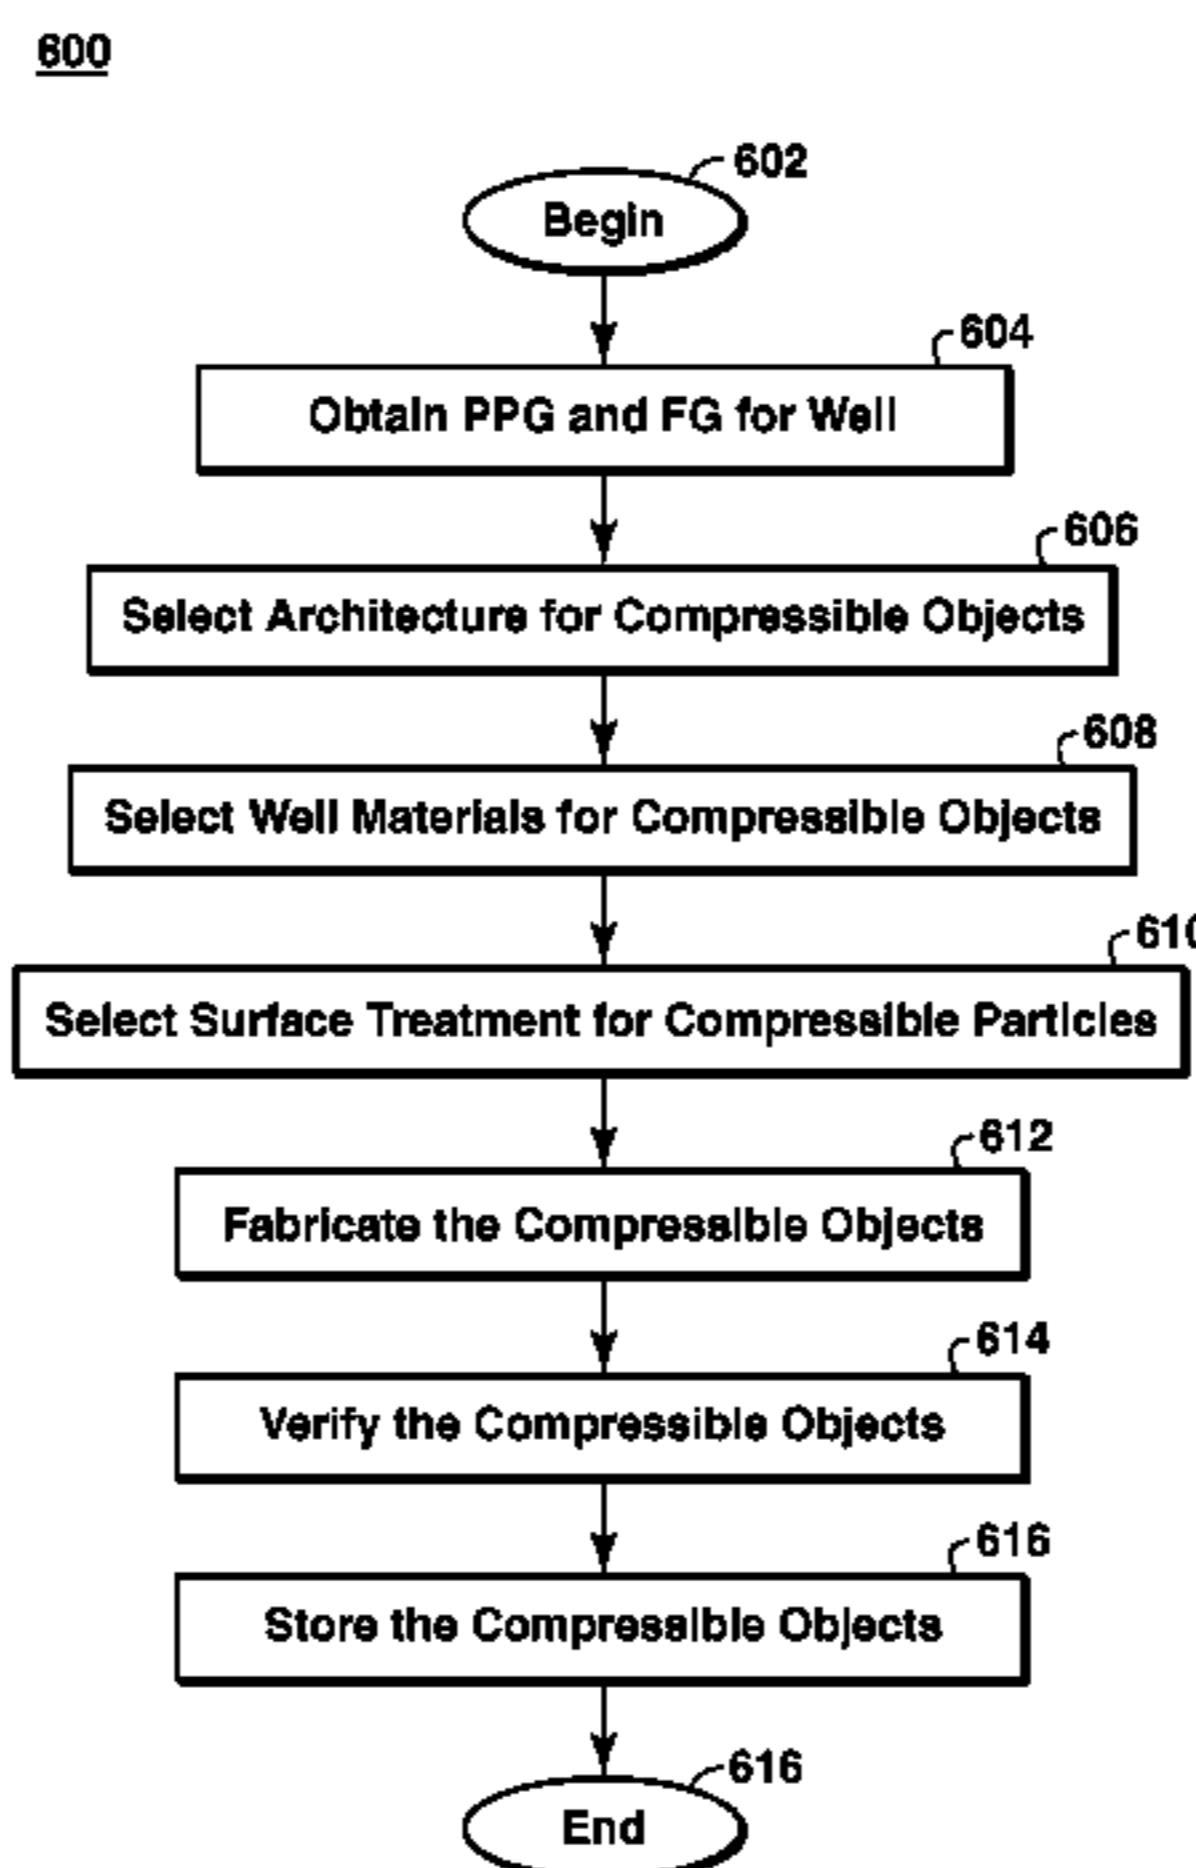 600
602
Begin
604
Obtain PPG and FG for Well
606
Select Architecture for Compressible Objects
608
Select Well Materials for Compressible Objects
610
Select Surface Treatment for Compressible Particles
612
Fabricate the Compressible Objects
614
Verify the Compressible Objects
616
Store the Compressible Objects
616
End